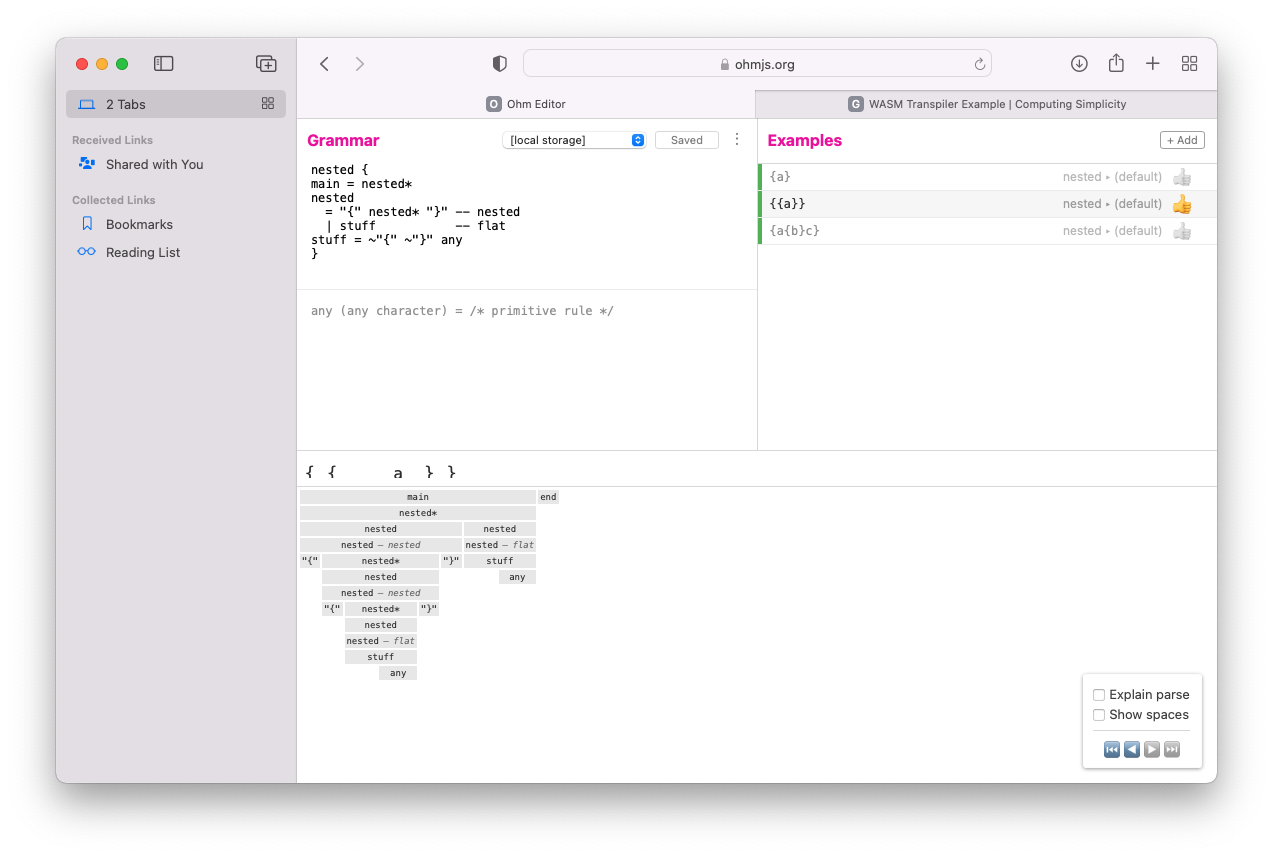 ohmjs.org
2 Tabs
Received Links
Shared with You
Collected Links
Bookmarks
Reading List
O Ohm Editor
G WASM Transpiler Example | Computing Simplicity
Grammar
[local storage]
Saved
nested {
main = nested*
nested
  = "{" nested* "}" -- nested
  | stuff           -- flat
stuff = ~"{" ~"}" any
}
any (any character) = /* primitive rule */
Examples
+ Add
{a} nested ▸ (default)
{{a}} nested ▸ (default)
{a{b}c} nested ▸ (default)
{ { a } }
main end
nested*
nested nested
nested – nested nested – flat
"{" nested* "}" stuff
nested any
nested – nested
"{" nested* "}"
nested
nested – flat
stuff
any
Explain parse
Show spaces